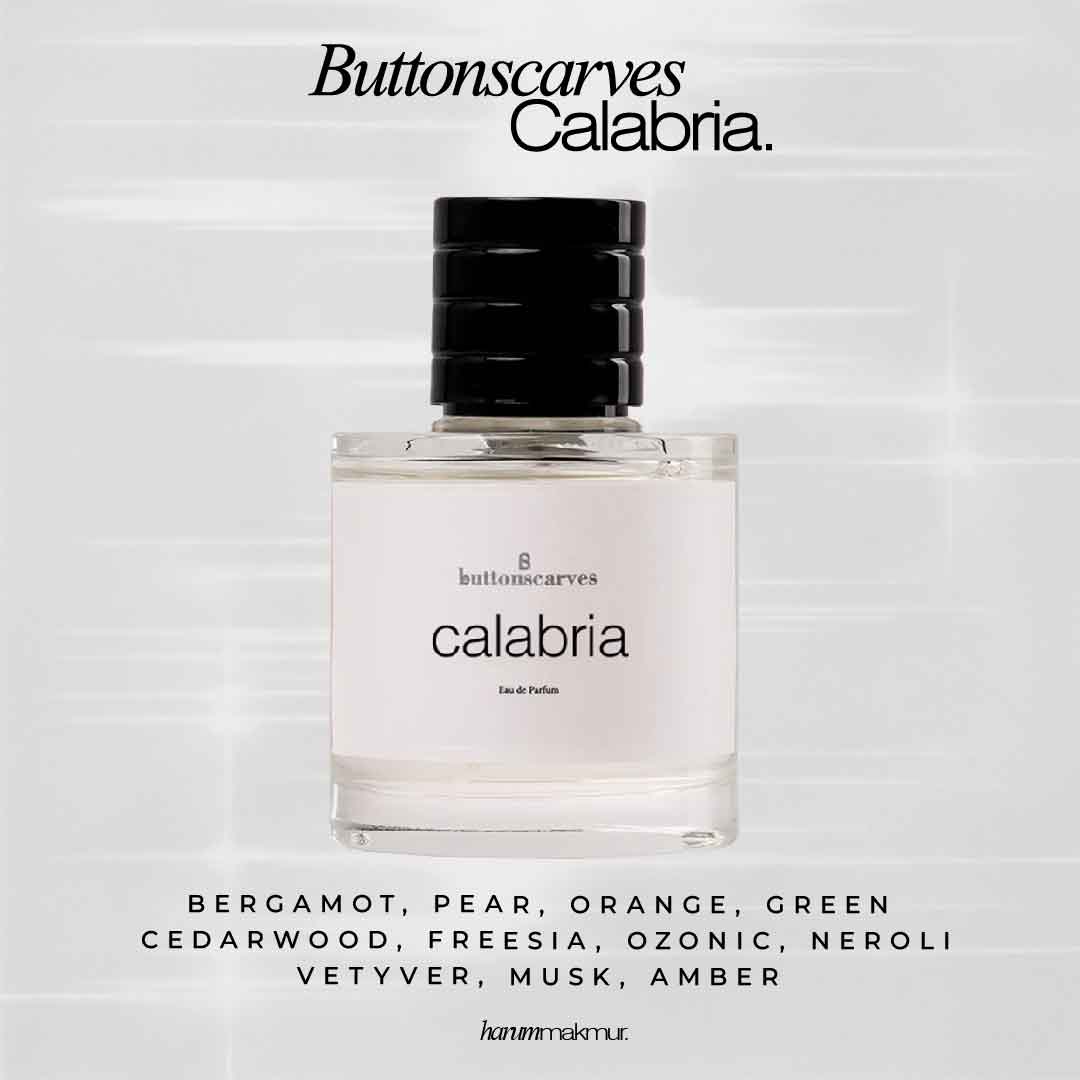 Buttonscarves
Calabria.
B
buttonscarves
calabria
Eau de Parfum
BERGAMOT, PEAR, ORANGE, GREEN
CEDARWOOD, FREESIA, OZONIC, NEROLI
VETYVER, MUSK, AMBER
harummakmur.